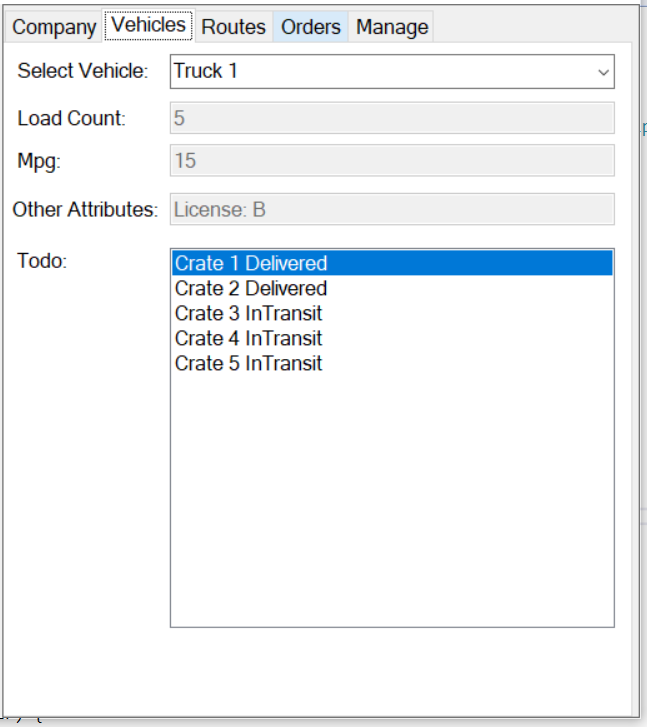 Company Vehicles Routes Orders Manage
Select Vehicle: Truck 1
Load Count: 5
Mpg: 15
Other Attributes: License: B
Todo: Crate 1 Delivered
Crate 2 Delivered
Crate 3 InTransit
Crate 4 InTransit
Crate 5 InTransit